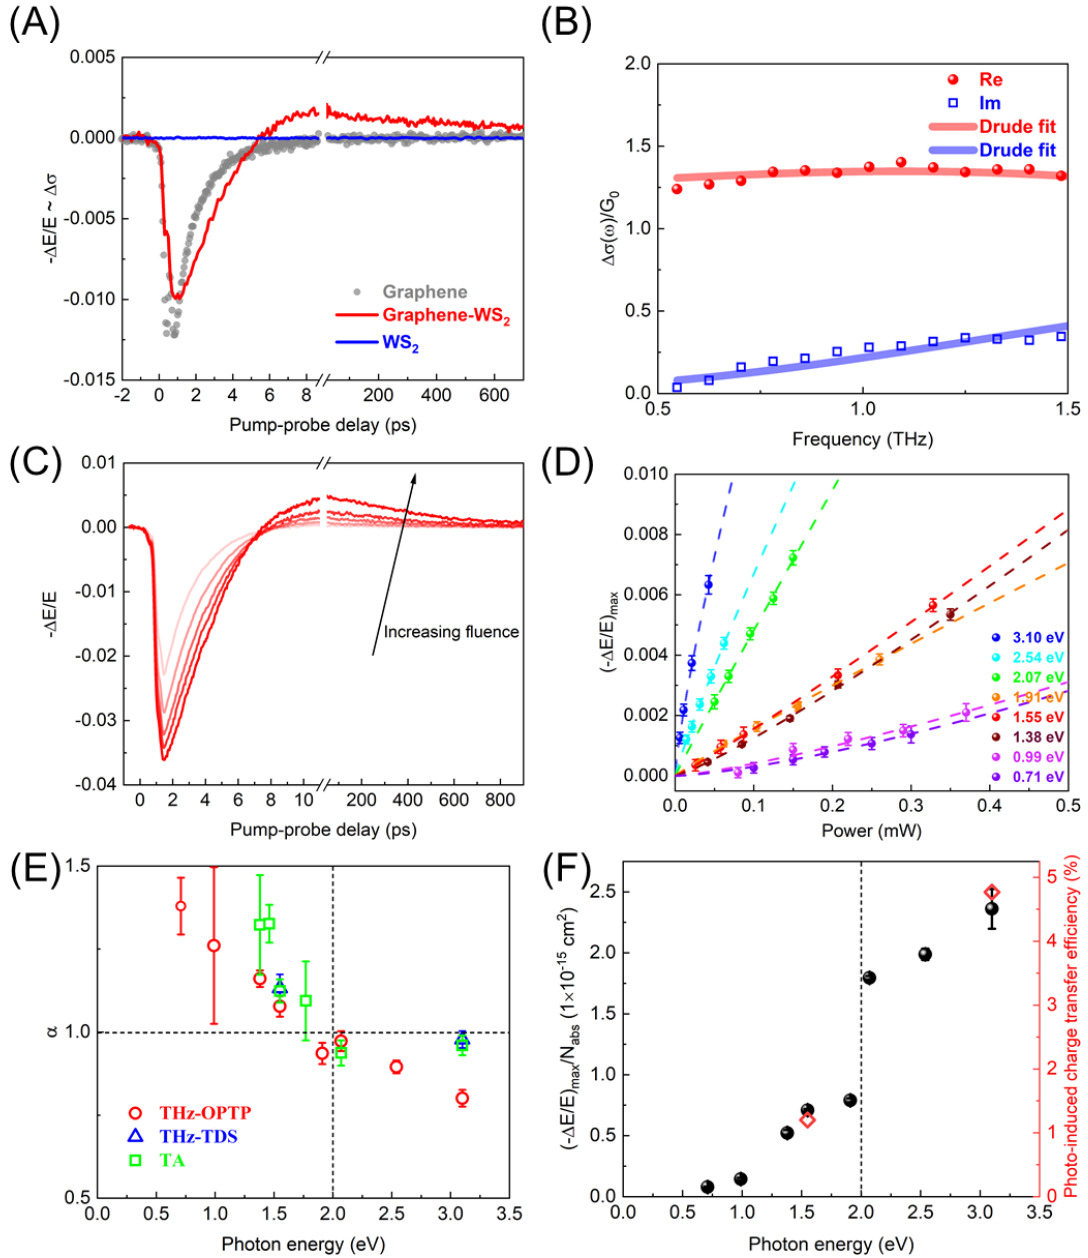 (A)
0.005
0.000
-0.005
-0.010
-0.015
-ΔE/E ~ Δσ
Graphene
Graphene-WS₂
WS₂
-2 0 2 4 6 8 200 400 600
Pump-probe delay (ps)
(B)
2.0
1.5
1.0
0.5
0.0
Δσ(ω)/G₀
Re
Im
Drude fit
Drude fit
0.5 1.0 1.5
Frequency (THz)
(C)
0.01
0.00
-0.01
-0.02
-0.03
-0.04
-ΔE/E
Increasing fluence
0 2 4 6 8 10 200 400 600 800
Pump-probe delay (ps)
(D)
0.010
0.008
0.006
0.004
0.002
0.000
(-ΔE/E)max
3.10 eV
2.54 eV
2.07 eV
1.91 eV
1.55 eV
1.38 eV
0.99 eV
0.71 eV
0.0 0.1 0.2 0.3 0.4 0.5
Power (mW)
(E)
1.5
1.0
0.5
α
THz-OPTP
THz-TDS
TA
0.0 0.5 1.0 1.5 2.0 2.5 3.0 3.5
Photon energy (eV)
(F)
2.5
2.0
1.5
1.0
0.5
0.0
(-ΔE/E)max/Nabs (1×10⁻¹⁵ cm²)
5
4
3
2
1
0
Photo-induced charge transfer efficiency (%)
0.0 0.5 1.0 1.5 2.0 2.5 3.0 3.5
Photon energy (eV)